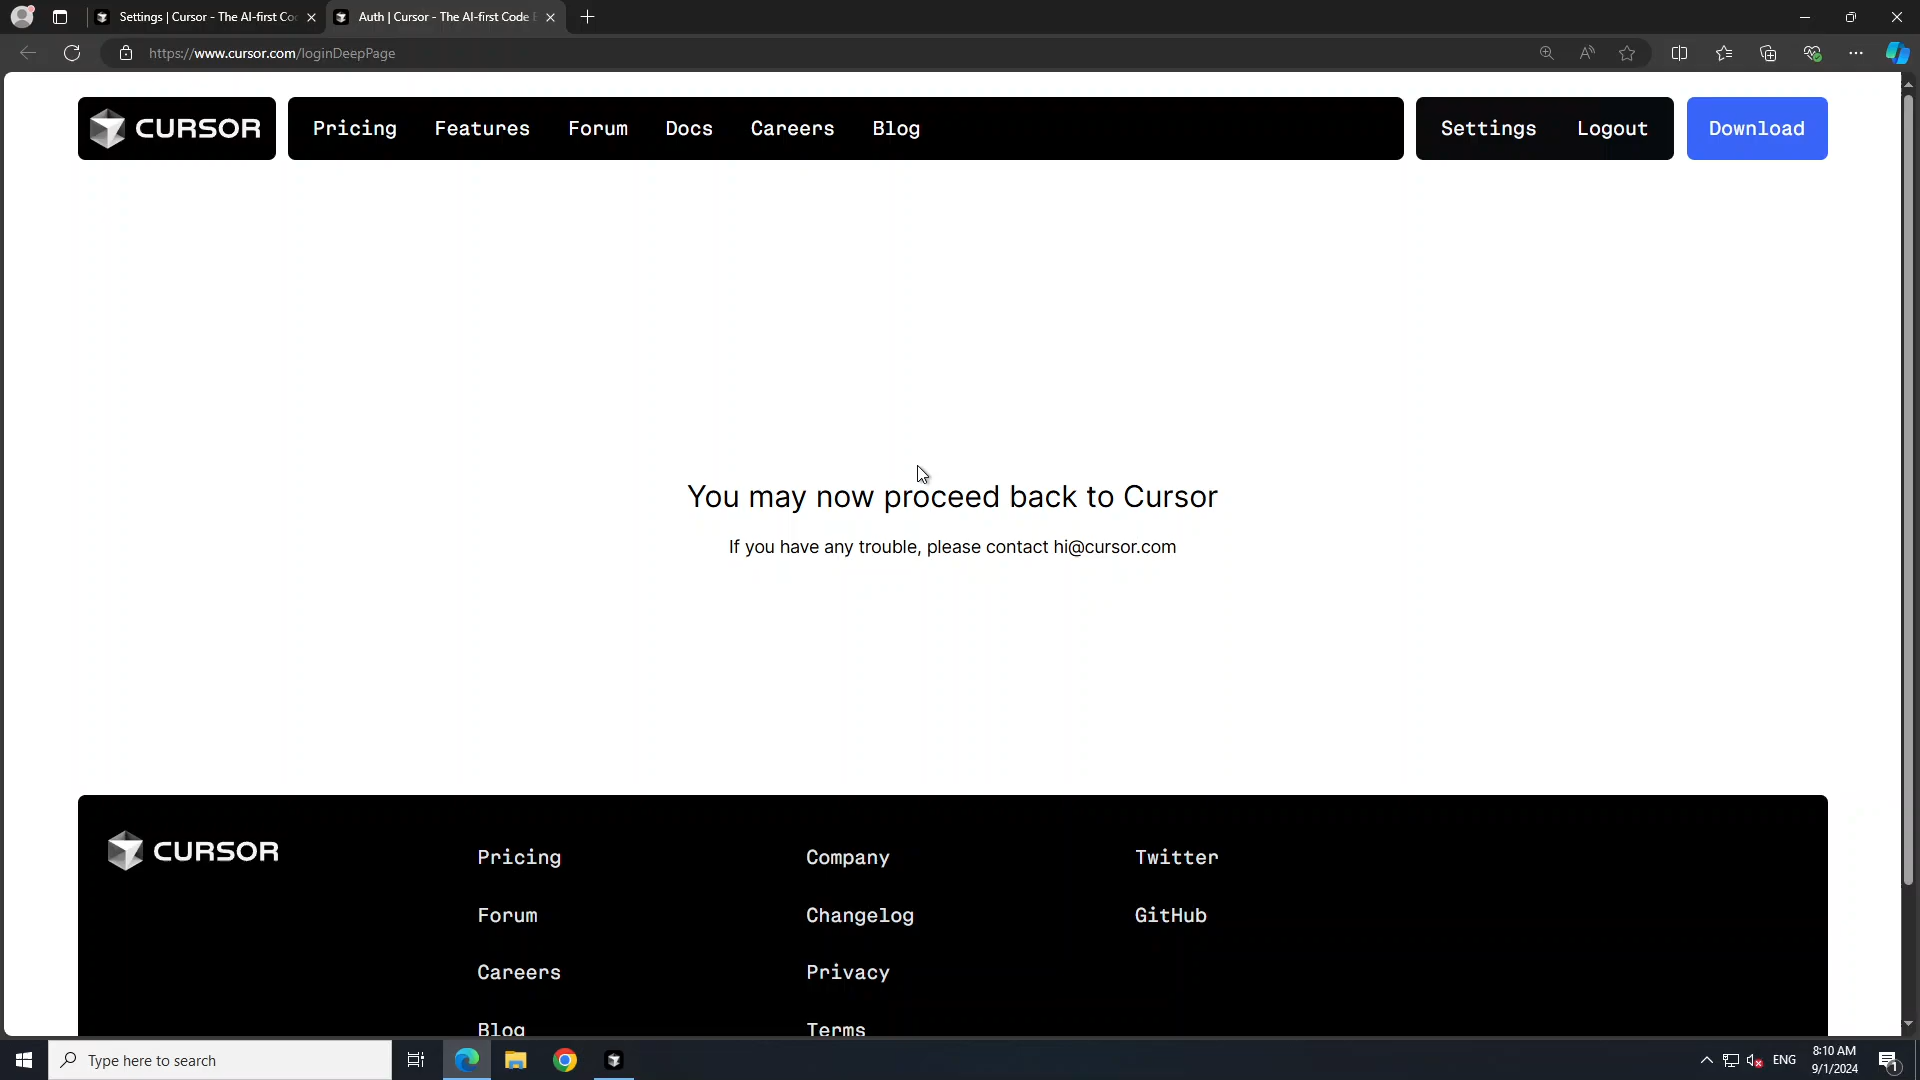 Settings | Cursor - The AI-first Co
Auth | Cursor - The AI-first Code E
https://www.cursor.com/loginDeepPage
CURSOR
Pricing
Features
Forum
Docs
Careers
Blog
Settings
Logout
Download
You may now proceed back to Cursor
If you have any trouble, please contact hi@cursor.com
CURSOR
Pricing
Company
Twitter
Forum
Changelog
GitHub
Careers
Privacy
Blog
Terms
Type here to search
ENG
8:10 AM
9/1/2024
1